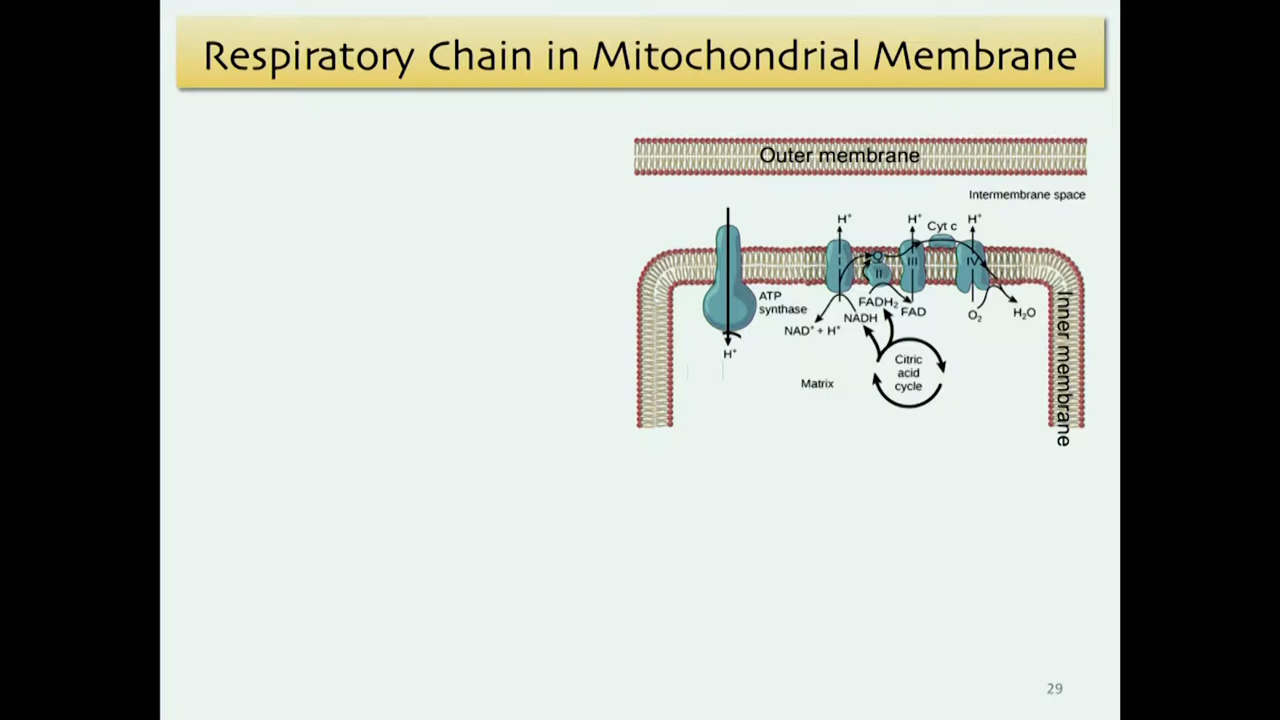 Respiratory Chain in Mitochondrial Membrane
Outer membrane
Intermembrane space
H⁺
H⁺
Cyt c
H⁺
I
Q
II
III
IV
ATP
synthase
FADH₂
FAD
NADH
NAD⁺ + H⁺
O₂
H₂O
H⁺
Matrix
Citric
acid
cycle
Inner membrane
29